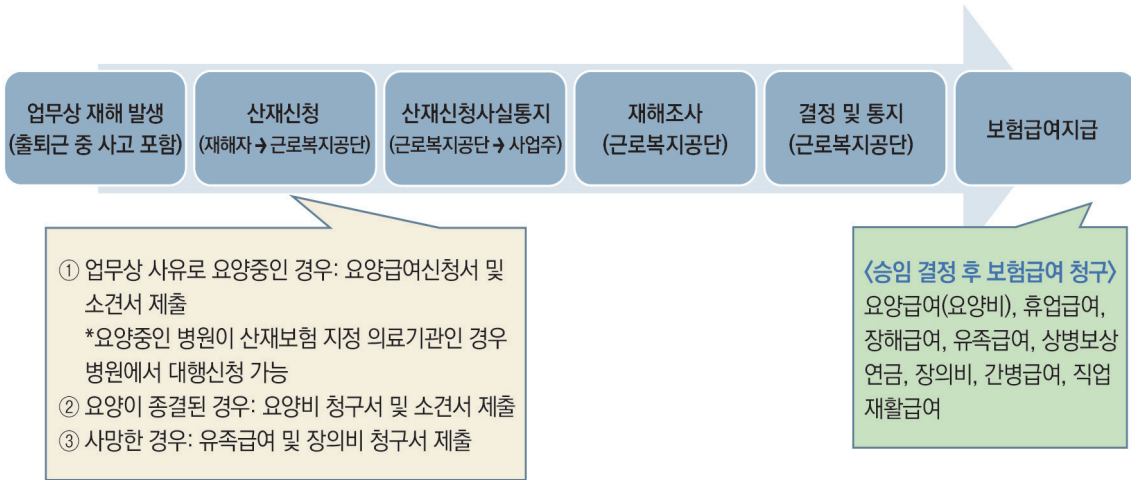 업무상 재해 발생
(출퇴근 중 사고 포함)
산재신청
(재해자 → 근로복지공단)
산재신청사실통지
(근로복지공단 → 사업주)
재해조사
(근로복지공단)
결정 및 통지
(근로복지공단)
보험급여지급
① 업무상 사유로 요양중인 경우: 요양급여신청서 및
소견서 제출
*요양중인 병원이 산재보험 지정 의료기관인 경우
병원에서 대행신청 가능
② 요양이 종결된 경우: 요양비 청구서 및 소견서 제출
③ 사망한 경우: 유족급여 및 장의비 청구서 제출
〈승임 결정 후 보험급여 청구〉
요양급여(요양비), 휴업급여,
장해급여, 유족급여, 상병보상
연금, 장의비, 간병급여, 직업
재활급여